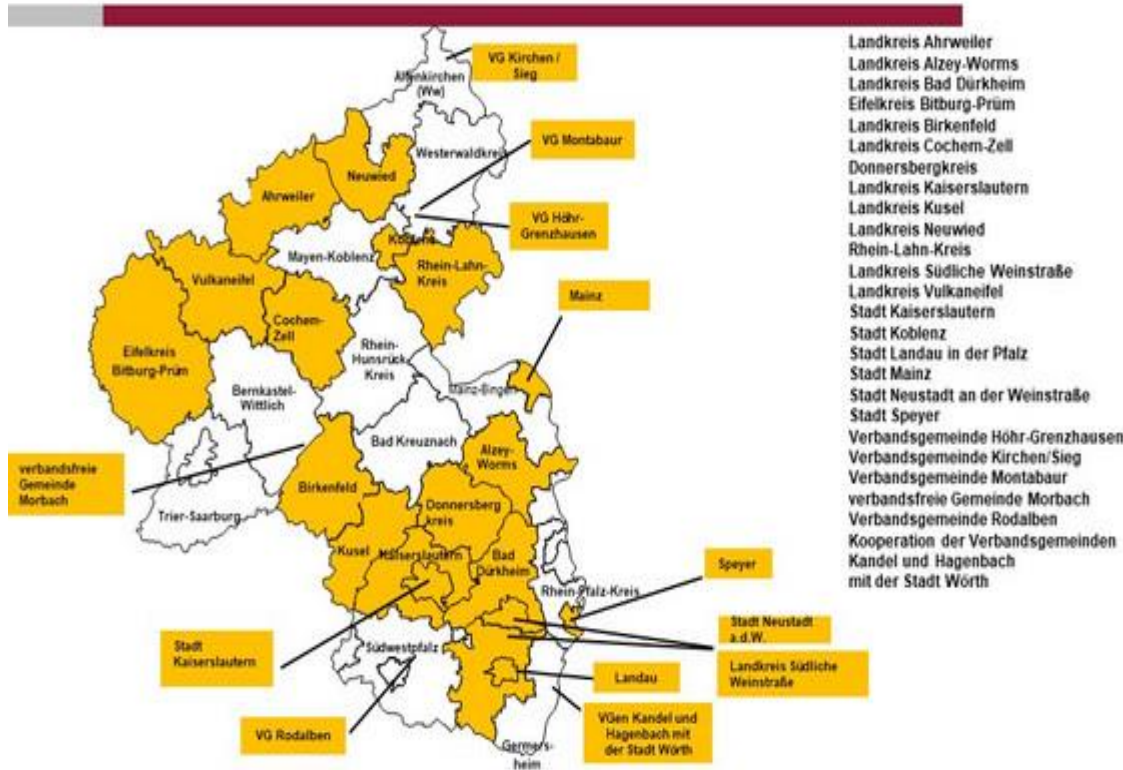 VG Kirchen /
Sieg
Altenkirchen
(Ww)
VG Montabaur
Westerwaldkreis
Neuwied
Ahrweiler
VG Höhr-
Grenzhausen
Koblenz
Mayen-Koblenz
Rhein-Lahn-
Kreis
Vulkaneifel
Mainz
Cochem-
Zell
Eifelkreis
Bitburg-Prüm
Rhein-
Hunsrück
Kreis
Mainz-Bingen
Bernkastel-
Wittlich
Bad Kreuznach
Alzey-
Worms
verbandsfreie
Gemeinde
Morbach
Birkenfeld
Donnersberg
kreis
Trier-Saarburg
Kusel
Kaiserslautern
Bad
Dürkheim
Speyer
Rhein-Pfalz-Kreis
Stadt Neustadt
a.d.W.
Stadt
Kaiserslautern
Südwestpfalz
Landkreis Südliche
Weinstraße
Landau
VG Rodalben
VGen Kandel und
Hagenbach mit
der Stadt Wörth
Germers-
heim
Landkreis Ahrweiler
Landkreis Alzey-Worms
Landkreis Bad Dürkheim
Eifelkreis Bitburg-Prüm
Landkreis Birkenfeld
Landkreis Cochem-Zell
Donnersbergkreis
Landkreis Kaiserslautern
Landkreis Kusel
Landkreis Neuwied
Rhein-Lahn-Kreis
Landkreis Südliche Weinstraße
Landkreis Vulkaneifel
Stadt Kaiserslautern
Stadt Koblenz
Stadt Landau in der Pfalz
Stadt Mainz
Stadt Neustadt an der Weinstraße
Stadt Speyer
Verbandsgemeinde Höhr-Grenzhausen
Verbandsgemeinde Kirchen/Sieg
Verbandsgemeinde Montabaur
verbandsfreie Gemeinde Morbach
Verbandsgemeinde Rodalben
Kooperation der Verbandsgemeinden
Kandel und Hagenbach
mit der Stadt Wörth